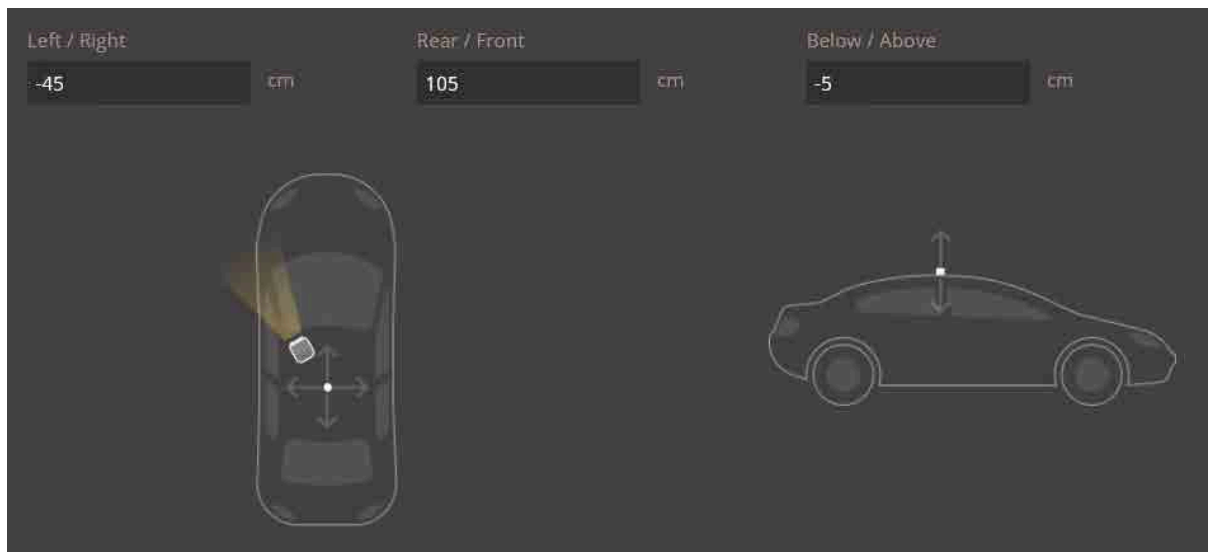 Left / Right
Rear / Front
Below / Above
-45 cm
105 cm
-5 cm